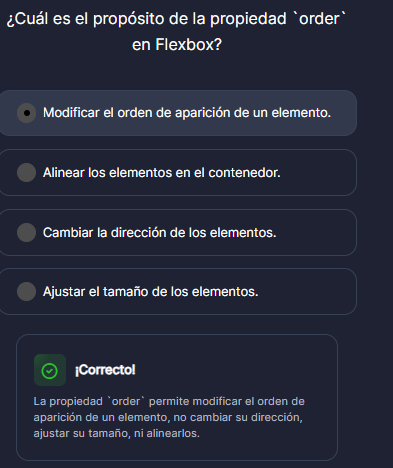 ¿Cuál es el propósito de la propiedad `order`
en Flexbox?
Modificar el orden de aparición de un elemento.
Alinear los elementos en el contenedor.
Cambiar la dirección de los elementos.
Ajustar el tamaño de los elementos.
¡Correcto!
La propiedad `order` permite modificar el orden de
aparición de un elemento, no cambiar su dirección,
ajustar su tamaño, ni alinearlos.